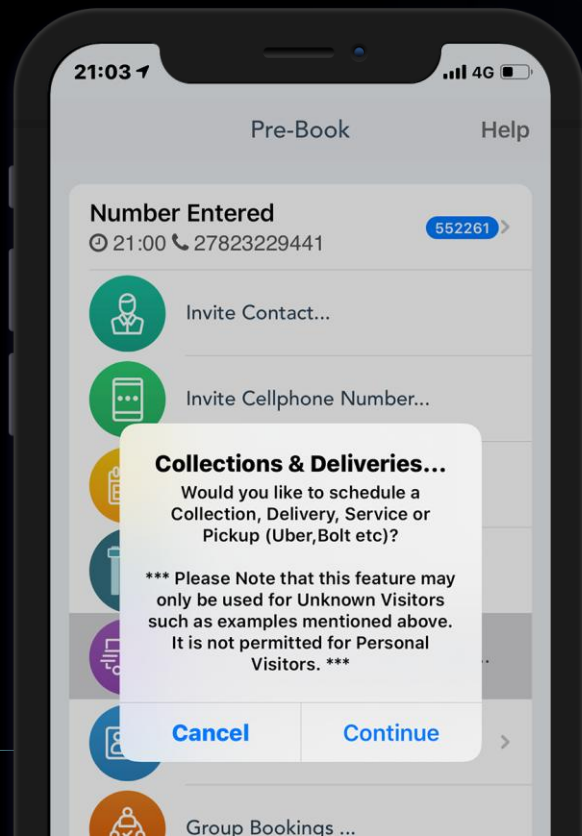 21:03
4G
Pre-Book
Help
Number Entered
21:00 27823229441
552261
Invite Contact...
Invite Cellphone Number...
Collections & Deliveries...
Would you like to schedule a
Collection, Delivery, Service or
Pickup (Uber,Bolt etc)?
*** Please Note that this feature may
only be used for Unknown Visitors
such as examples mentioned above.
It is not permitted for Personal
Visitors. ***
Cancel
Continue
Group Bookings ...